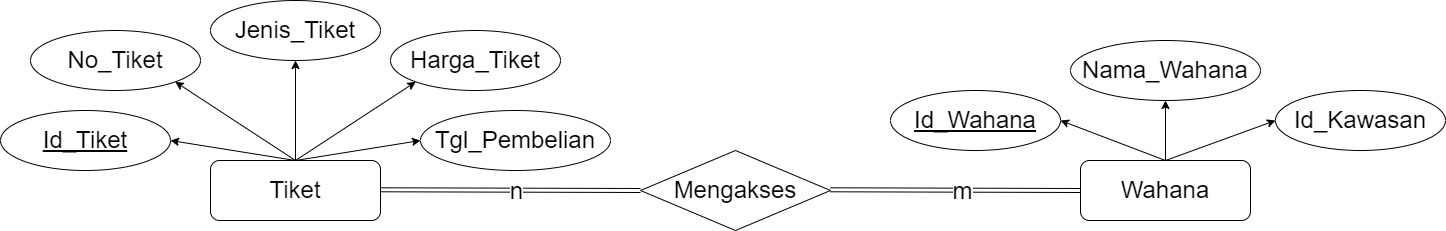 Jenis_Tiket
No_Tiket
Harga_Tiket
Id_Tiket
Tgl_Pembelian
Tiket
n
Mengakses
m
Nama_Wahana
Id_Wahana
Id_Kawasan
Wahana